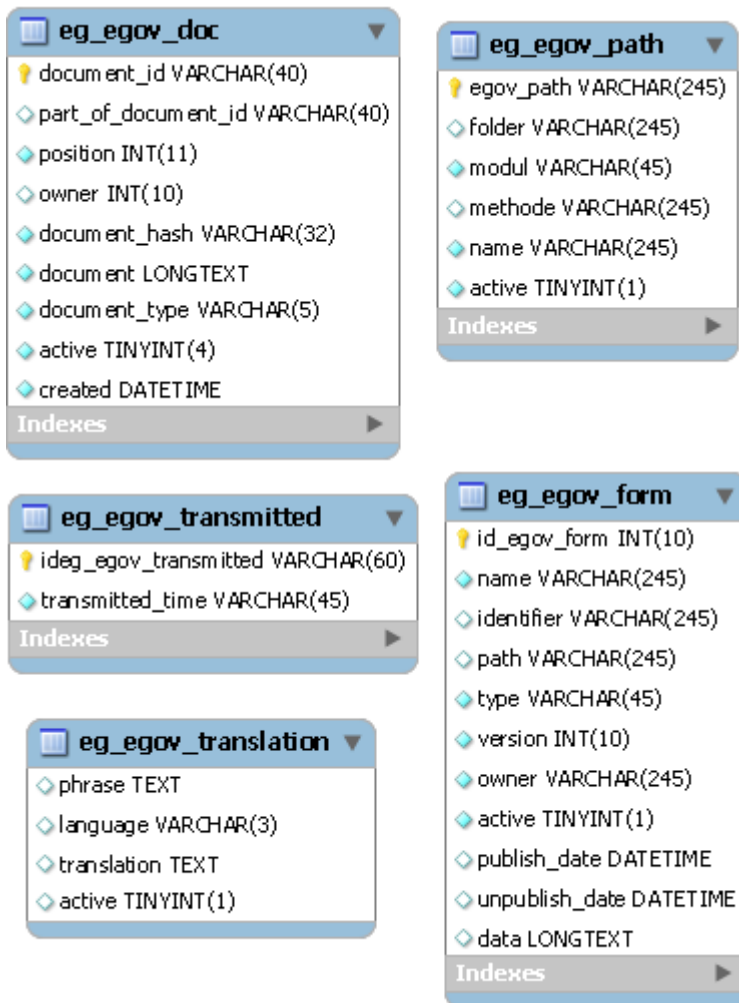 eg_egov_doc
document_id VARCHAR(40)
part_of_document_id VARCHAR(40)
position INT(11)
owner INT(10)
document_hash VARCHAR(32)
document LONGTEXT
document_type VARCHAR(5)
active TINYINT(4)
created DATETIME
Indexes
eg_egov_path
egov_path VARCHAR(245)
folder VARCHAR(245)
modul VARCHAR(45)
methode VARCHAR(245)
name VARCHAR(245)
active TINYINT(1)
Indexes
eg_egov_transmitted
ideg_egov_transmitted VARCHAR(60)
transmitted_time VARCHAR(45)
Indexes
eg_egov_form
id_egov_form INT(10)
name VARCHAR(245)
identifier VARCHAR(245)
path VARCHAR(245)
type VARCHAR(45)
version INT(10)
owner VARCHAR(245)
active TINYINT(1)
publish_date DATETIME
unpublish_date DATETIME
data LONGTEXT
Indexes
eg_egov_translation
phrase TEXT
language VARCHAR(3)
translation TEXT
active TINYINT(1)